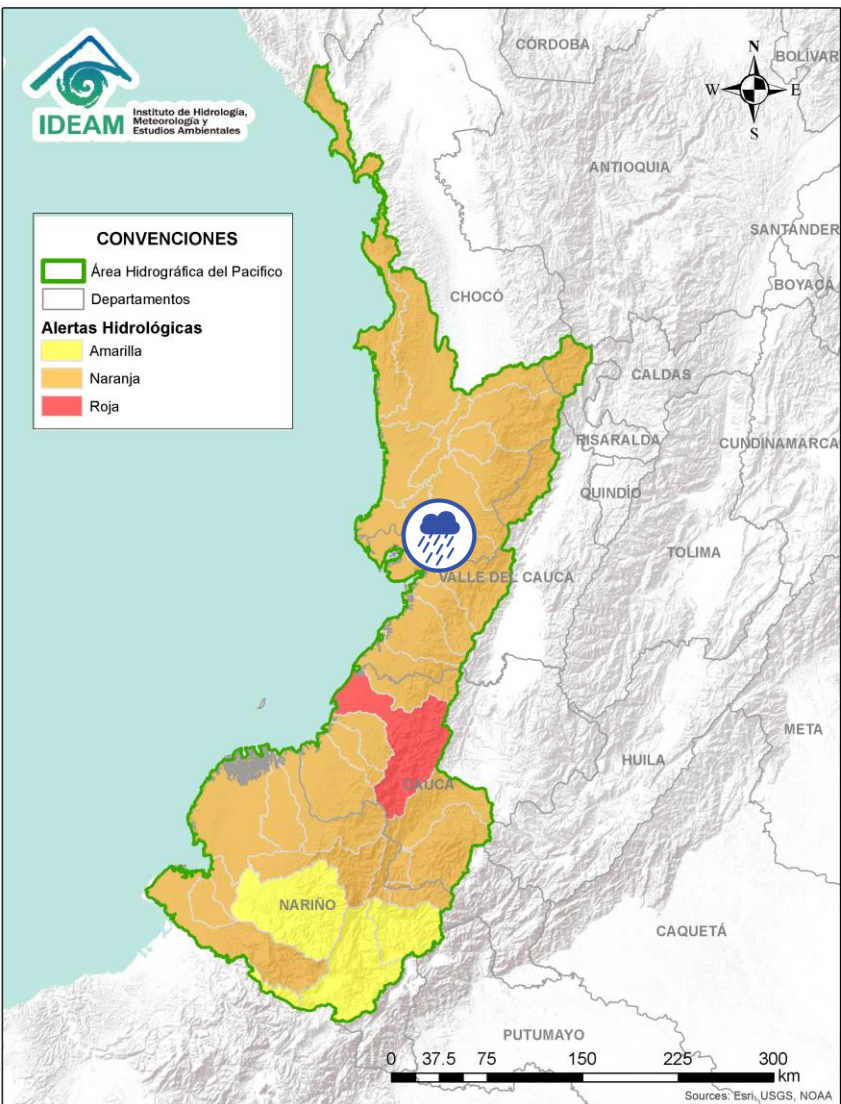 IDEAM
Instituto de Hidrología,
Meteorología y
Estudios Ambientales
CONVENCIONES
Área Hidrográfica del Pacifico
Departamentos
Alertas Hidrológicas
Amarilla
Naranja
Roja
N
W
E
S
CÓRDOBA
BOLÍVAR
ANTIOQUIA
SANTANDER
BOYACÁ
CHOCÓ
CALDAS
RISARALDA
CUNDINAMARCA
QUINDÍO
TOLIMA
VALLE DEL CAUCA
META
HUILA
CAUCA
NARIÑO
CAQUETÁ
PUTUMAYO
0 37.5 75 150 225 300
km
Sources: Esri, USGS, NOAA